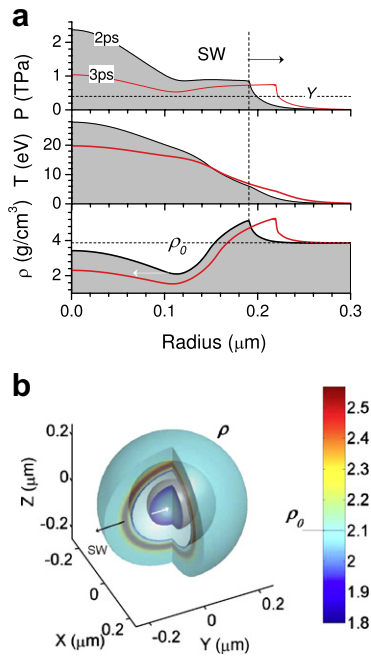 a
2ps
SW
3ps
Y
P (TPa)
2
1
0
T (eV)
20
10
0
ρ (g/cm³)
ρ₀
4
2
0.0 0.1 0.2 0.3
Radius (μm)
b
0.2
0
-0.2
Z (μm)
ρ
SW
-0.2
0
0.2
X (μm)
-0.2
0
0.2
Y (μm)
ρ₀
2.5
2.4
2.3
2.2
2.1
2
1.9
1.8